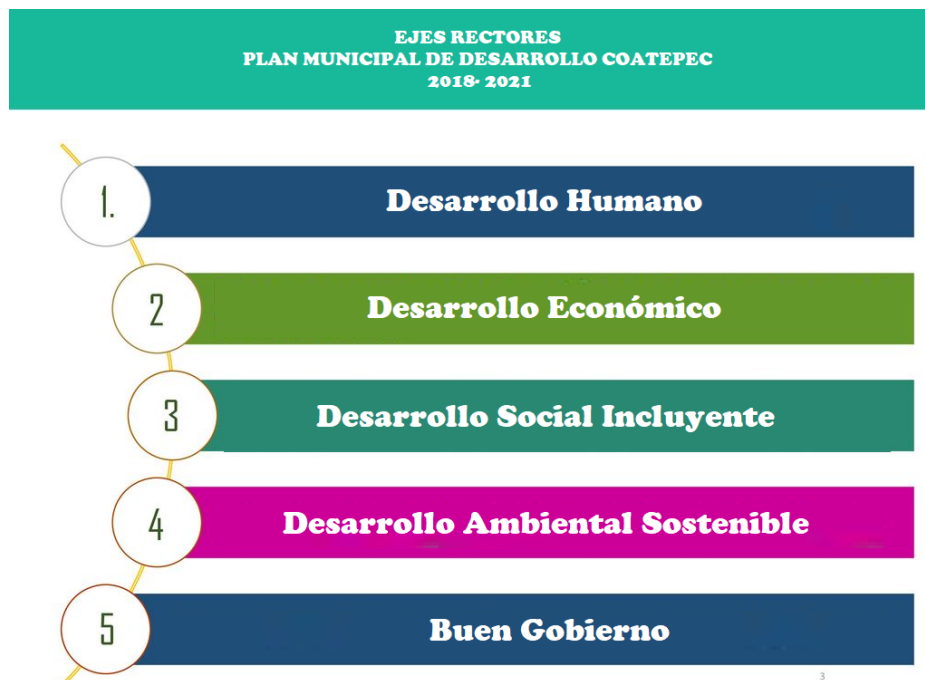 EJES RECTORES
PLAN MUNICIPAL DE DESARROLLO COATEPEC
2018- 2021
1.
Desarrollo Humano
2
Desarrollo Económico
3
Desarrollo Social Incluyente
4
Desarrollo Ambiental Sostenible
5
Buen Gobierno
3